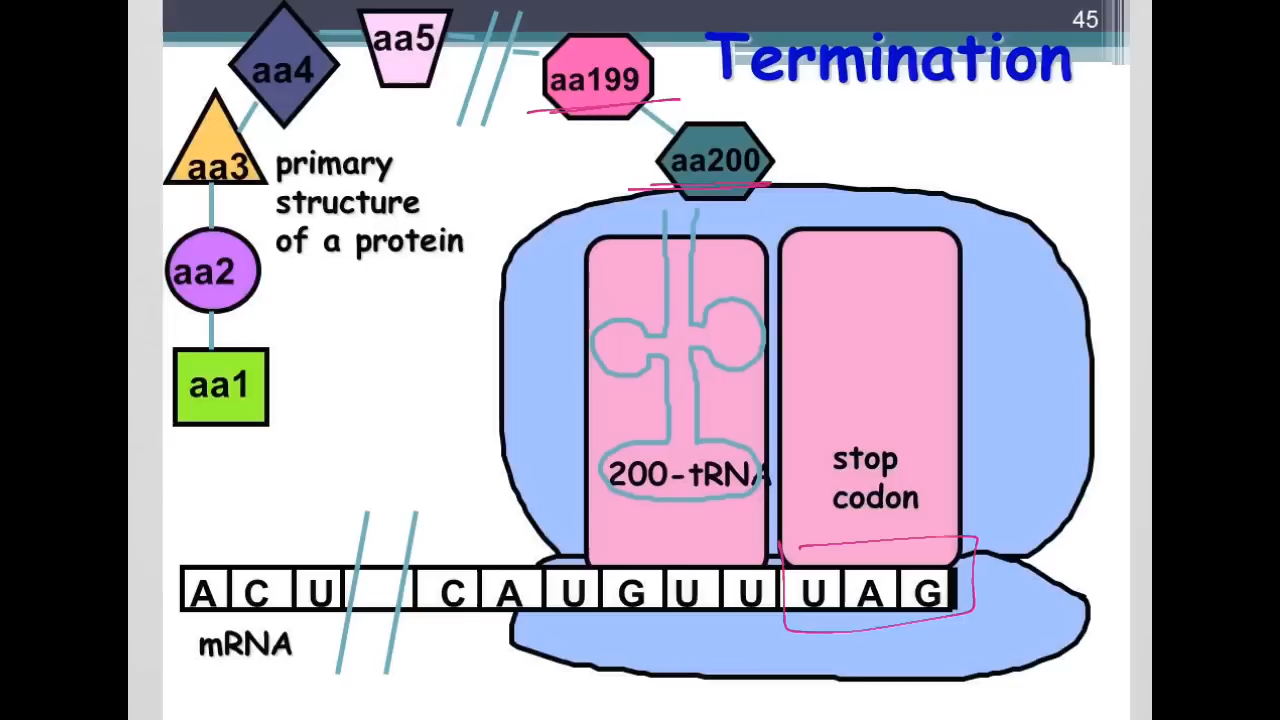 45
Termination
aa5
aa4
aa199
aa200
aa3
primary
structure
of a protein
aa2
aa1
200-tRNA
stop
codon
A C U C A U G U U U A G
mRNA